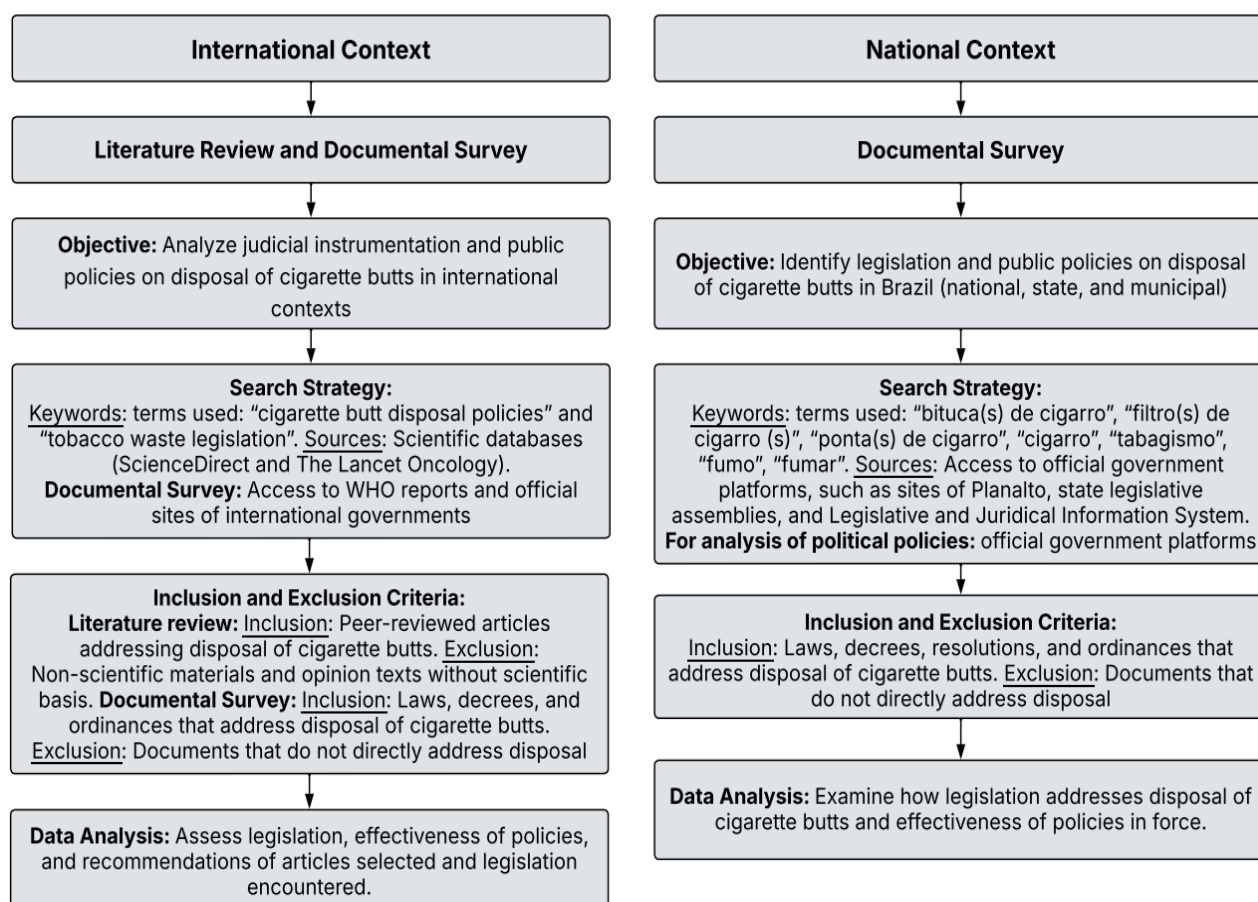 International Context
Literature Review and Documental Survey
Objective: Analyze judicial instrumentation and public
policies on disposal of cigarette butts in international
contexts
Search Strategy:
Keywords: terms used: “cigarette butt disposal policies” and
“tobacco waste legislation”. Sources: Scientific databases
(ScienceDirect and The Lancet Oncology).
Documental Survey: Access to WHO reports and official
sites of international governments
Inclusion and Exclusion Criteria:
Literature review: Inclusion: Peer-reviewed articles
addressing disposal of cigarette butts. Exclusion:
Non-scientific materials and opinion texts without scientific
basis. Documental Survey: Inclusion: Laws, decrees, and
ordinances that address disposal of cigarette butts.
Exclusion: Documents that do not directly address disposal
Data Analysis: Assess legislation, effectiveness of policies,
and recommendations of articles selected and legislation
encountered.
National Context
Documental Survey
Objective: Identify legislation and public policies on disposal
of cigarette butts in Brazil (national, state, and municipal)
Search Strategy:
Keywords: terms used: “bituca(s) de cigarro”, “filtro(s) de
cigarro (s)”, “ponta(s) de cigarro”, “cigarro”, “tabagismo”,
“fumo”, “fumar”. Sources: Access to official government
platforms, such as sites of Planalto, state legislative
assemblies, and Legislative and Juridical Information System.
For analysis of political policies: official government platforms
Inclusion and Exclusion Criteria:
Inclusion: Laws, decrees, resolutions, and ordinances that
address disposal of cigarette butts. Exclusion: Documents that
do not directly address disposal
Data Analysis: Examine how legislation addresses disposal of
cigarette butts and effectiveness of policies in force.